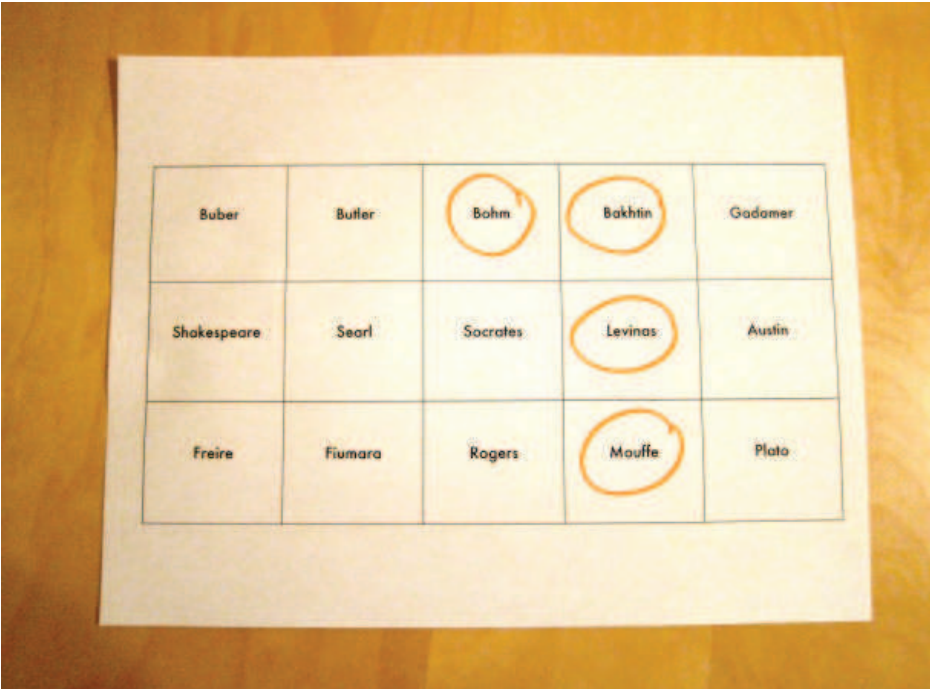 Buber Butler Bohm Bakhtin Gadamer
Shakespeare Searl Socrates Levinas Austin
Freire Fiumara Rogers Mouffe Plato